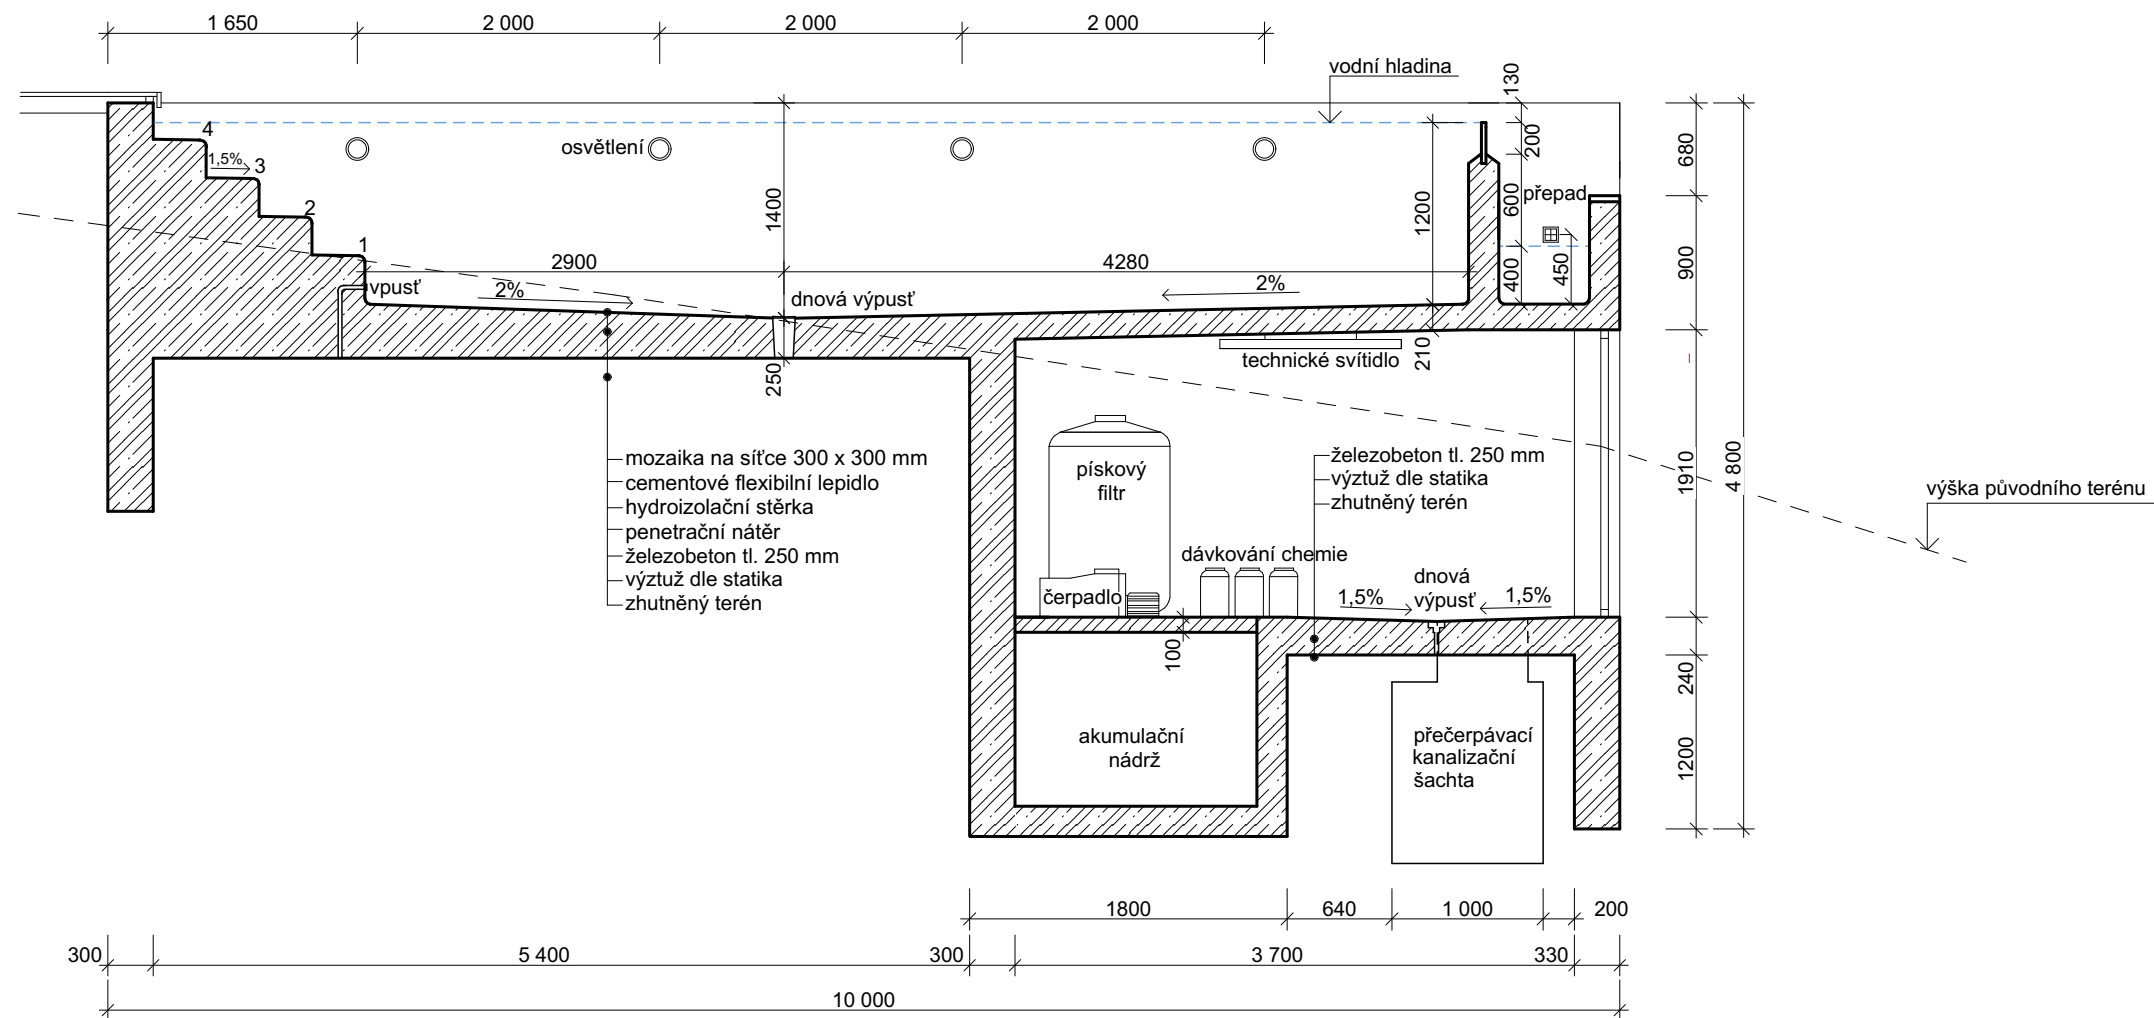 1 650
2 000
2 000
2 000
vodní hladina
130
4
3
2
1
1,5%
osvětlení
200
680
1400
1200
600
přepad
2900
4280
400
450
900
vpusť
2%
dnová výpusť
2%
250
technické svítidlo
210
mozaika na síťce 300 x 300 mm
cementové flexibilní lepidlo
hydroizolační stěrka
penetrační nátěr
železobeton tl. 250 mm
výztuž dle statika
zhutněný terén
pískový
filtr
železobeton tl. 250 mm
výztuž dle statika
zhutněný terén
1910
4 800
výška původního terénu
dávkování chemie
čerpadlo
dnová
výpusť
1,5%
1,5%
100
240
akumulační
nádrž
přečerpávací
kanalizační
šachta
1200
1800
640
1 000
200
300
5 400
300
3 700
330
10 000